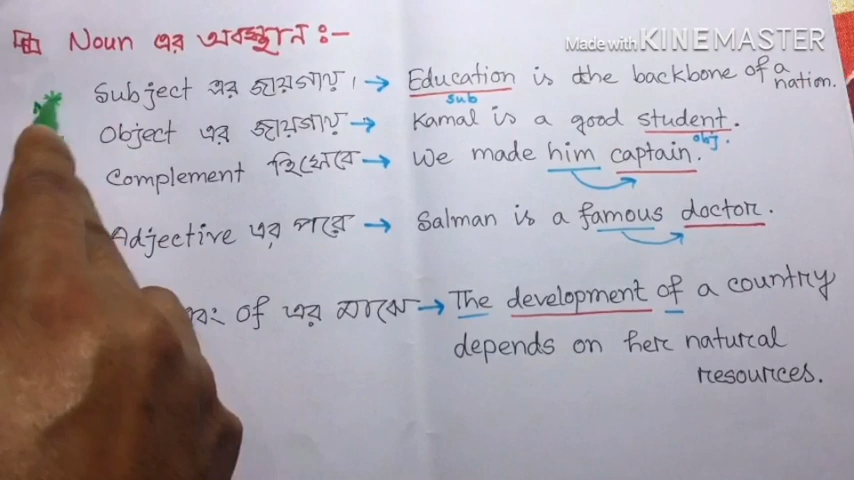 Noun এর অবস্থান :-
Made with KINEMASTER
Subject এর জায়গায়। → Education is the backbone of a nation.
sub
Object এর জায়গায় → Kamal is a good student.
obj.
Complement হিসেবে → We made him captain.
Adjective এর পরে → Salman is a famous doctor.
এবং of এর মাঝে → The development of a country
depends on her natural
resources.